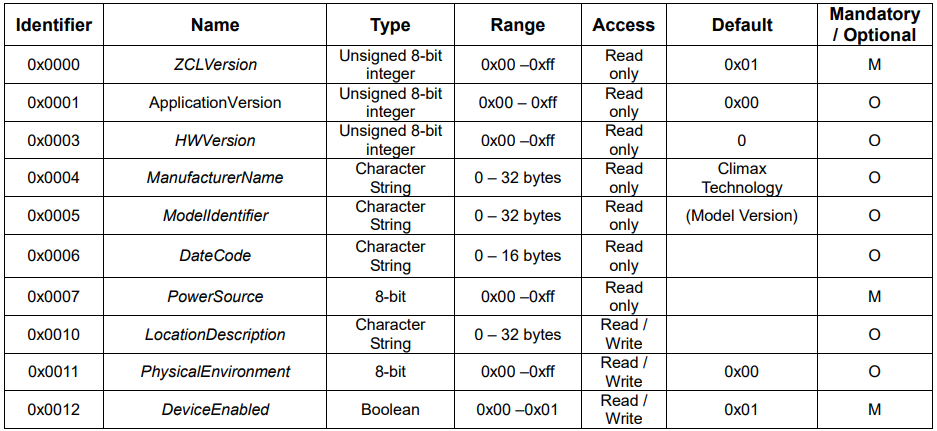 Identifier Name Type Range Access Default Mandatory / Optional
0x0000 ZCLVersion Unsigned 8-bit integer 0x00 –0xff Read only 0x01 M
0x0001 ApplicationVersion Unsigned 8-bit integer 0x00 – 0xff Read only 0x00 O
0x0003 HWVersion Unsigned 8-bit integer 0x00 –0xff Read only 0 O
0x0004 ManufacturerName Character String 0 – 32 bytes Read only Climax Technology O
0x0005 ModelIdentifier Character String 0 – 32 bytes Read only (Model Version) O
0x0006 DateCode Character String 0 – 16 bytes Read only O
0x0007 PowerSource 8-bit 0x00 –0xff Read only M
0x0010 LocationDescription Character String 0 – 32 bytes Read / Write O
0x0011 PhysicalEnvironment 8-bit 0x00 –0xff Read / Write 0x00 O
0x0012 DeviceEnabled Boolean 0x00 –0x01 Read / Write 0x01 M